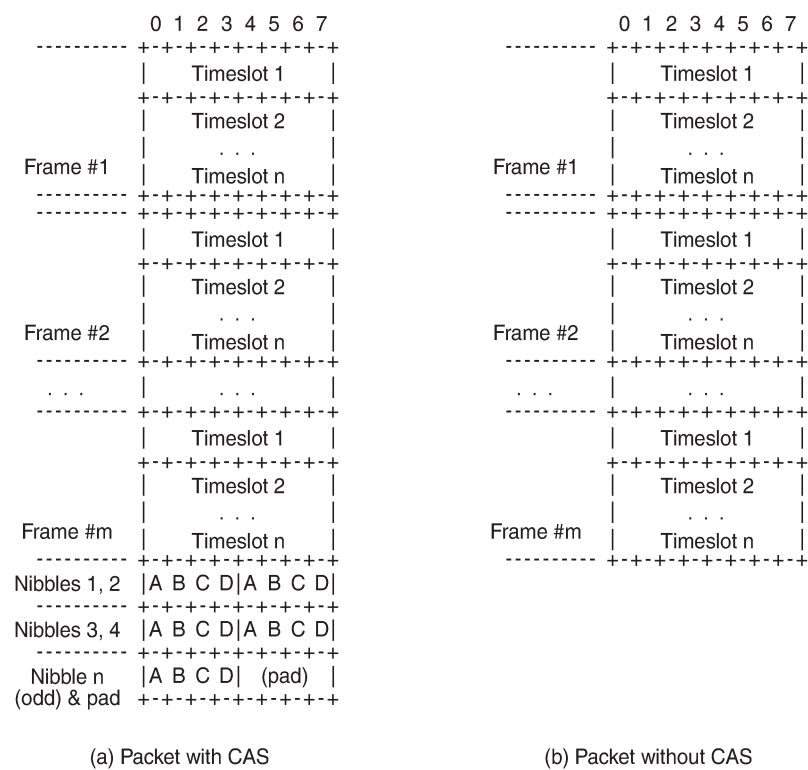 0 1 2 3 4 5 6 7
--------- +-+-+-+-+-+-+-+-+
| Timeslot 1 |
+-+-+-+-+-+-+-+-+
| Timeslot 2 |
| . . . |
Frame #1 | Timeslot n |
--------- +-+-+-+-+-+-+-+-+
--------- +-+-+-+-+-+-+-+-+
| Timeslot 1 |
+-+-+-+-+-+-+-+-+
| Timeslot 2 |
| . . . |
Frame #2 | Timeslot n |
--------- +-+-+-+-+-+-+-+-+
. . . | . . . |
--------- +-+-+-+-+-+-+-+-+
| Timeslot 1 |
+-+-+-+-+-+-+-+-+
| Timeslot 2 |
| . . . |
Frame #m | Timeslot n |
--------- +-+-+-+-+-+-+-+-+
Nibbles 1, 2 |A B C D|A B C D|
--------- +-+-+-+-+-+-+-+-+
Nibbles 3, 4 |A B C D|A B C D|
--------- +-+-+-+-+-+-+-+-+
Nibble n |A B C D| (pad) |
(odd) & pad +-+-+-+-+-+-+-+-+
(a) Packet with CAS
0 1 2 3 4 5 6 7
--------- +-+-+-+-+-+-+-+-+
| Timeslot 1 |
+-+-+-+-+-+-+-+-+
| Timeslot 2 |
| . . . |
Frame #1 | Timeslot n |
--------- +-+-+-+-+-+-+-+-+
--------- +-+-+-+-+-+-+-+-+
| Timeslot 1 |
+-+-+-+-+-+-+-+-+
| Timeslot 2 |
| . . . |
Frame #2 | Timeslot n |
--------- +-+-+-+-+-+-+-+-+
. . . | . . . |
--------- +-+-+-+-+-+-+-+-+
| Timeslot 1 |
+-+-+-+-+-+-+-+-+
| Timeslot 2 |
| . . . |
Frame #m | Timeslot n |
--------- +-+-+-+-+-+-+-+-+
(b) Packet without CAS